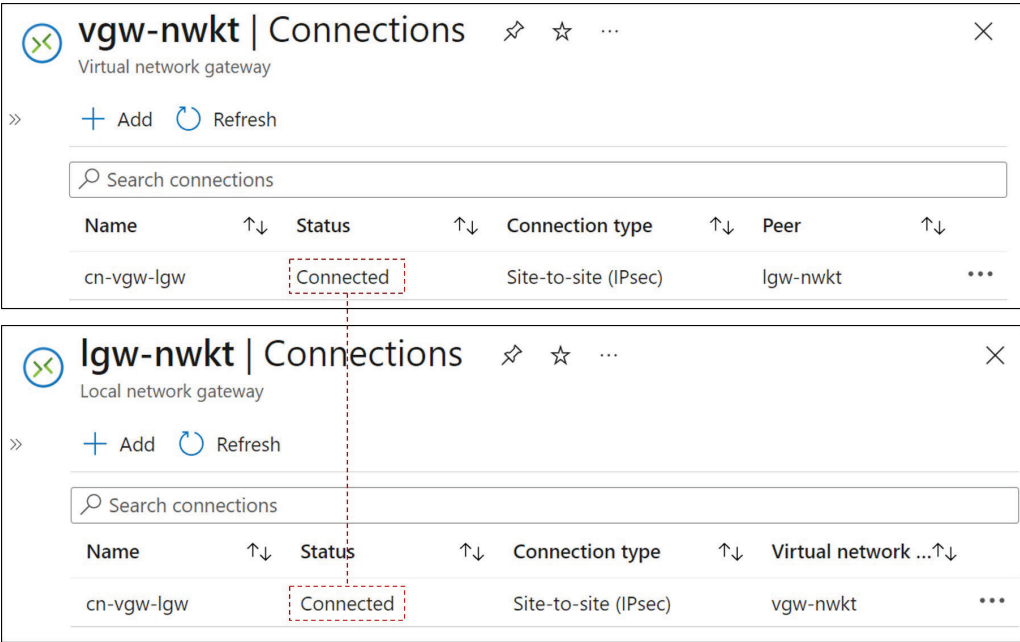 vgw-nwkt | Connections
Virtual network gateway
Add Refresh
Search connections
Name Status Connection type Peer
cn-vgw-lgw Connected Site-to-site (IPsec) lgw-nwkt
lgw-nwkt | Connections
Local network gateway
Add Refresh
Search connections
Name Status Connection type Virtual network ...
cn-vgw-lgw Connected Site-to-site (IPsec) vgw-nwkt